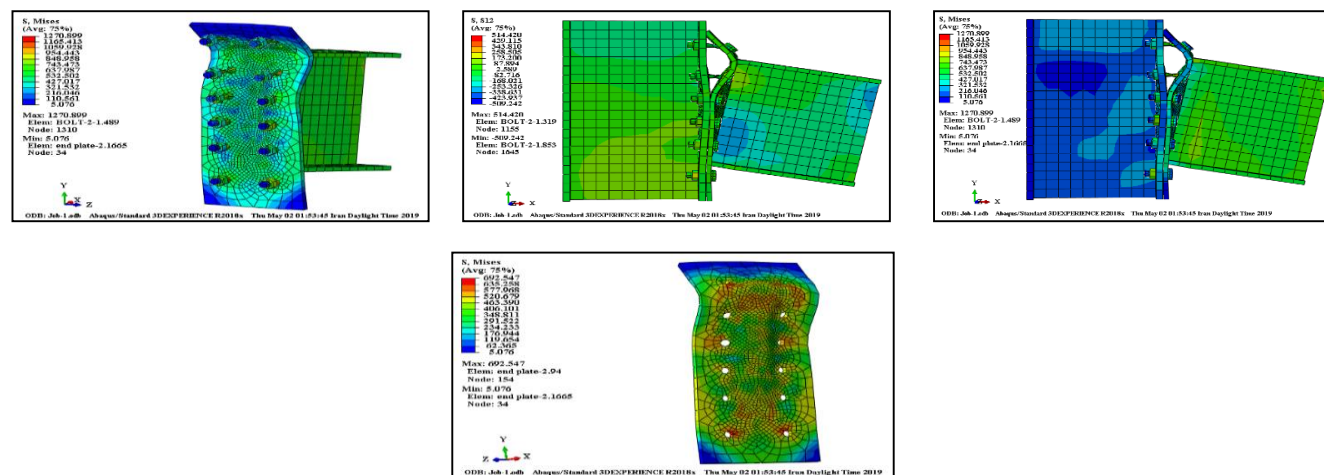 S, Mises
(Avg: 75%)
1270.899
1165.413
1059.928
954.443
848.958
743.473
637.987
532.502
427.017
321.532
216.046
110.561
5.076
Max: 1270.899
Elem: BOLT-2-1.489
Node: 1310
Min: 5.076
Elem: end plate-2.1665
Node: 34
Y
Z X
ODB: Job-1.odb Abaqus/Standard 3DEXPERIENCE R2018x Thu May 02 01:53:45 Iran Daylight Time 2019
S, S12
(Avg: 75%)
514.420
429.115
343.810
258.505
173.200
87.894
2.589
82.716
-168.021
-253.326
-338.631
-423.937
-509.242
Max: 514.420
Elem: BOLT-2-1.319
Node: 1155
Min: -509.242
Elem: BOLT-2-1.853
Node: 1645
Y
Z X
ODB: Job-1.odb Abaqus/Standard 3DEXPERIENCE R2018x Thu May 02 01:53:45 Iran Daylight Time 2019
S, Mises
(Avg: 75%)
1270.899
1165.413
1059.928
954.443
848.958
743.473
637.987
532.502
427.017
321.532
216.046
110.561
5.076
Max: 1270.899
Elem: BOLT-2-1.489
Node: 1310
Min: 5.076
Elem: end plate-2.1665
Node: 34
Y
Z X
ODB: Job-1.odb Abaqus/Standard 3DEXPERIENCE R2018x Thu May 02 01:53:45 Iran Daylight Time 2019
S, Mises
(Avg: 75%)
692.547
635.258
577.968
520.679
463.390
406.101
348.811
291.522
234.233
176.944
119.654
62.365
5.076
Max: 692.547
Elem: end plate-2.94
Node: 154
Min: 5.076
Elem: end plate-2.1665
Node: 34
Y
Z X
ODB: Job-1.odb Abaqus/Standard 3DEXPERIENCE R2018x Thu May 02 01:53:45 Iran Daylight Time 2019